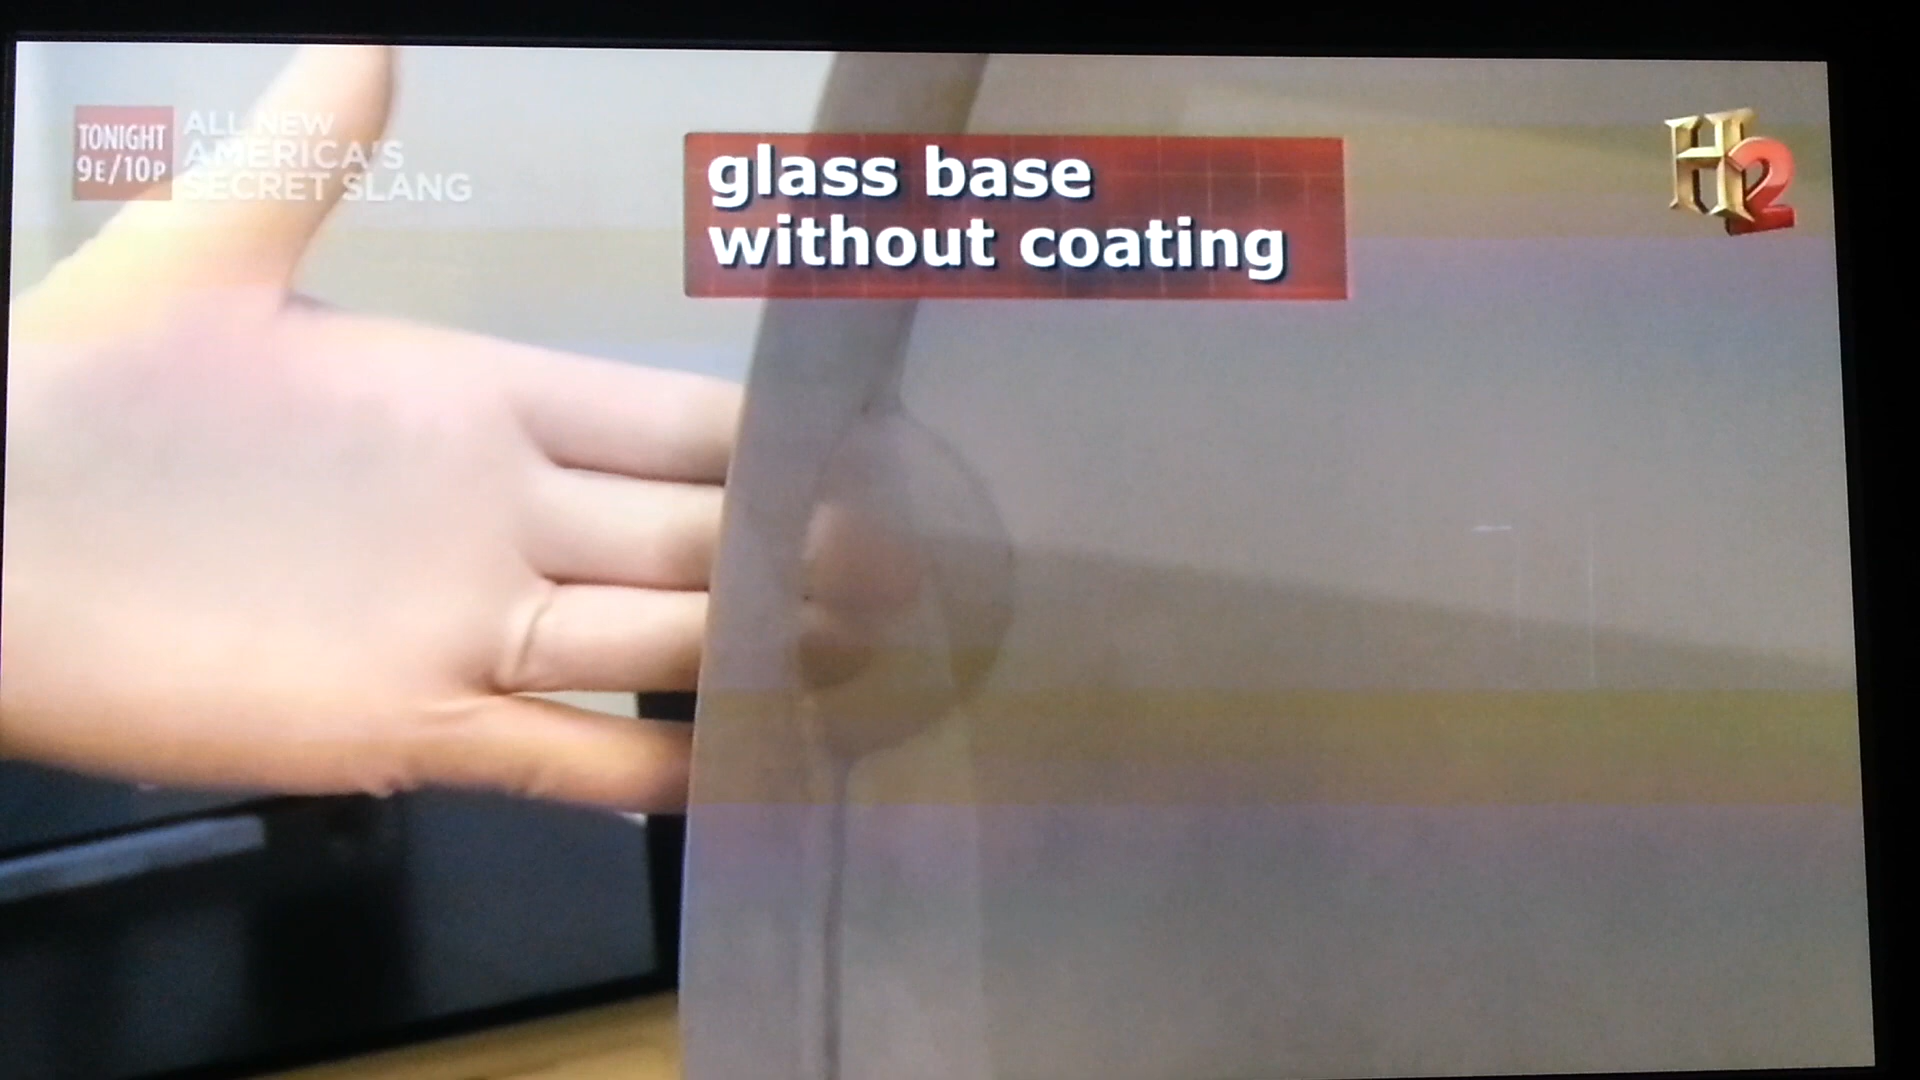 TONIGHT
9E/10P
ALL NEW
AMERICA'S
SECRET SLANG
glass base
without coating
H2